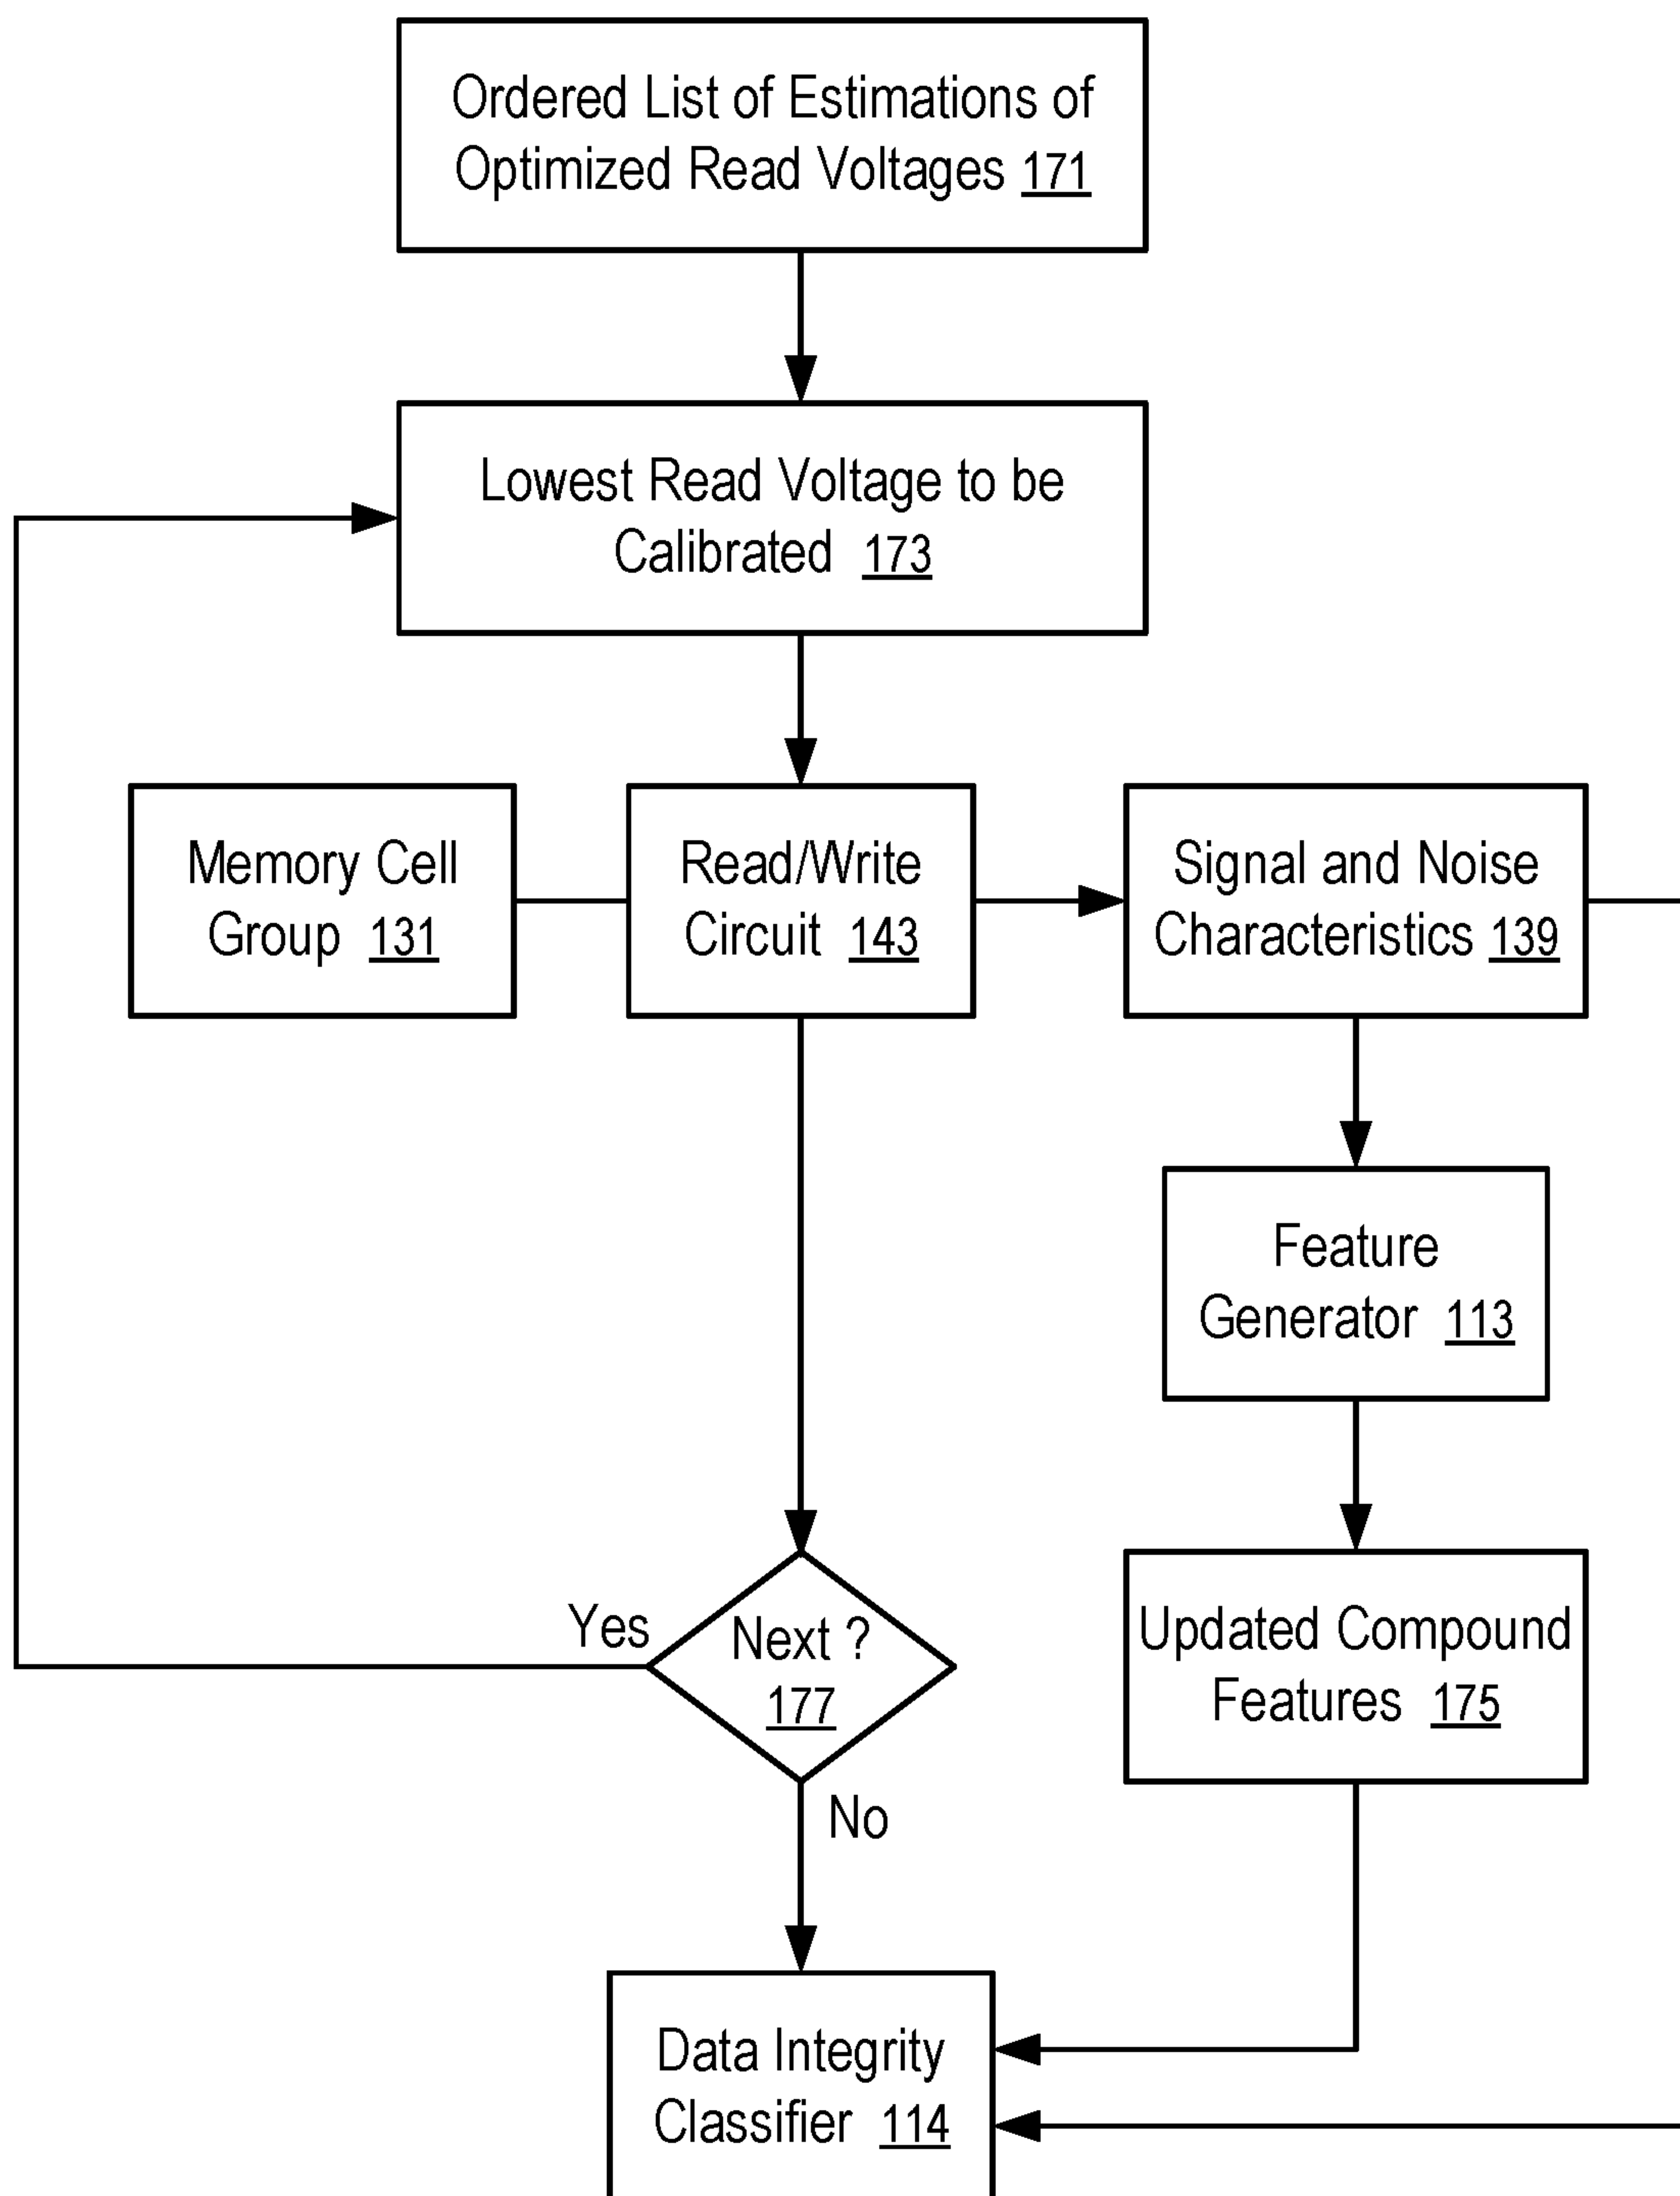 Ordered List of Estimations of
Optimized Read Voltages 171
Lowest Read Voltage to be
Calibrated 173
Memory Cell
Group 131
Read/Write
Circuit 143
Signal and Noise
Characteristics 139
Feature
Generator 113
Yes
Next ?
177
Updated Compound
Features 175
No
Data Integrity
Classifier 114